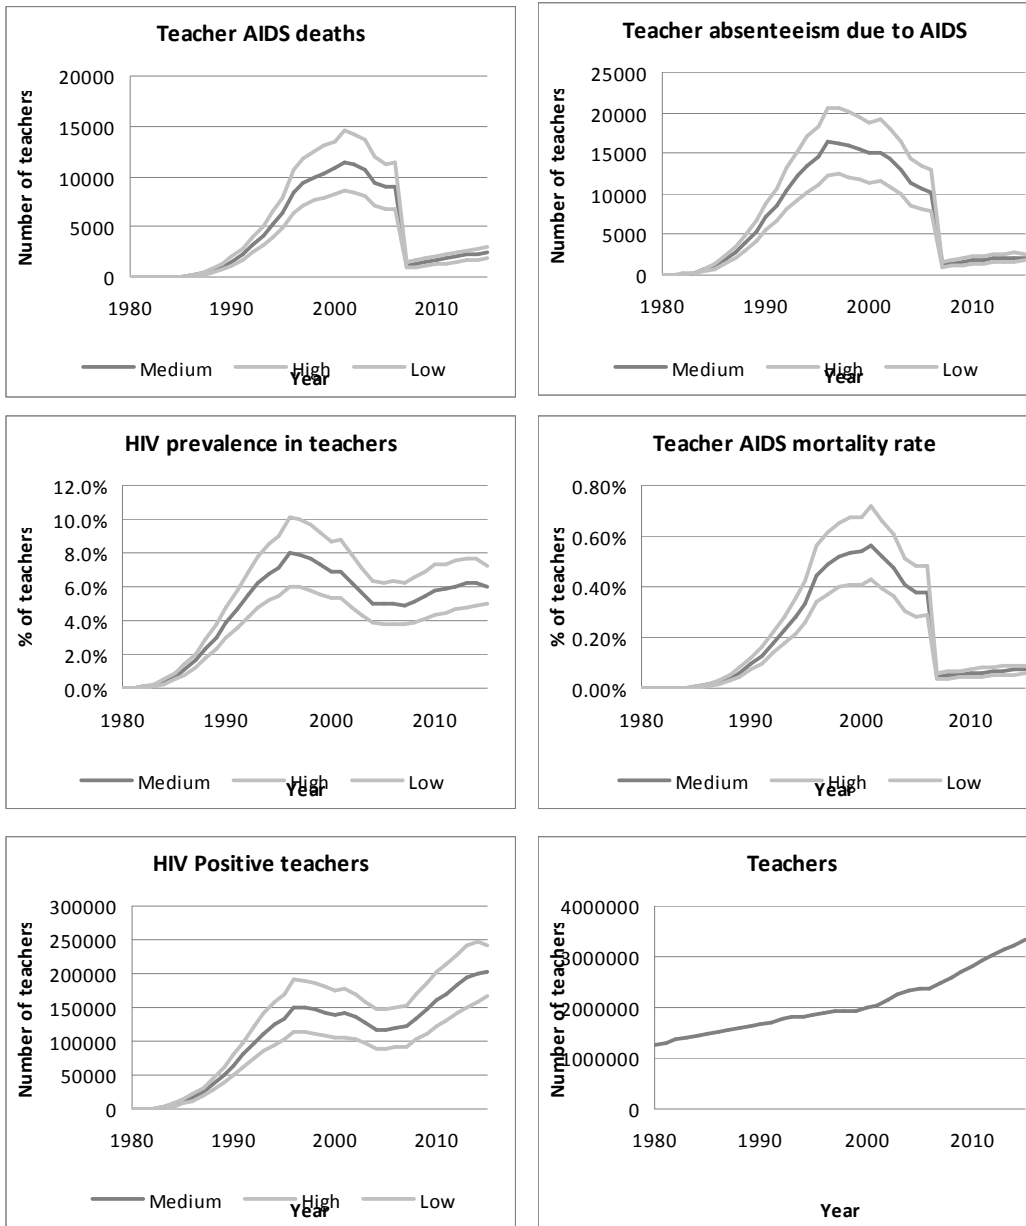 Teacher AIDS deaths
Number of teachers
20000
15000
10000
5000
0
1980 1990 2000 2010
Medium High Low
Year
Teacher absenteeism due to AIDS
Number of teachers
25000
20000
15000
10000
5000
0
1980 1990 2000 2010
Medium High Low
Year
HIV prevalence in teachers
% of teachers
12.0%
10.0%
8.0%
6.0%
4.0%
2.0%
0.0%
1980 1990 2000 2010
Medium High Low
Year
Teacher AIDS mortality rate
% of teachers
0.80%
0.60%
0.40%
0.20%
0.00%
1980 1990 2000 2010
Medium High Low
Year
HIV Positive teachers
Number of teachers
300000
250000
200000
150000
100000
50000
0
1980 1990 2000 2010
Medium High Low
Year
Teachers
Number of teachers
4000000
3000000
2000000
1000000
0
1980 1990 2000 2010
Year